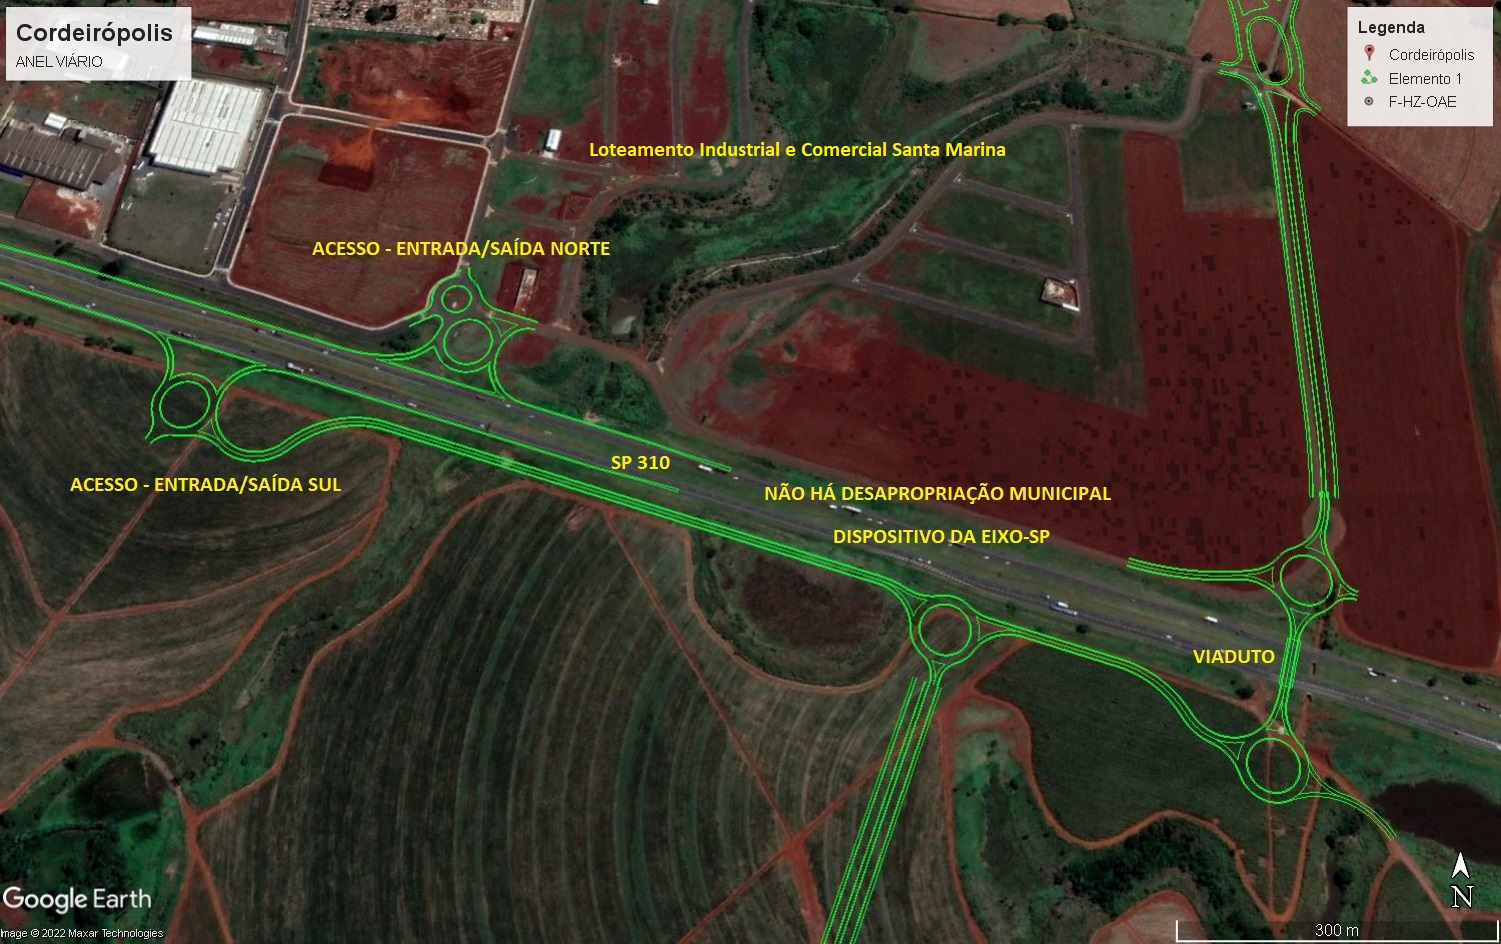 Cordeirópolis
ANEL VIÁRIO
Legenda
Cordeirópolis
Elemento 1
F-HZ-OAE
Loteamento Industrial e Comercial Santa Marina
ACESSO - ENTRADA/SAÍDA NORTE
SP 310
ACESSO - ENTRADA/SAÍDA SUL
NÃO HÁ DESAPROPRIAÇÃO MUNICIPAL
DISPOSITIVO DA EIXO-SP
VIADUTO
N
Google Earth
Image © 2022 Maxar Technologies
300 m